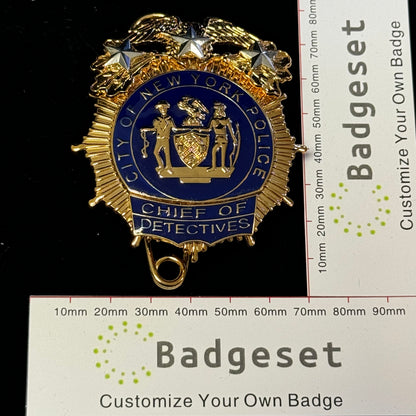 CITY OF NEW YORK POLICE
CHIEF OF
DETECTIVES
80mm
70mm
60mm
50mm
40mm
30mm
20mm
10mm
Badgeset
Customize Your Own Badge
10mm 20mm 30mm 40mm 50mm 60mm 70mm 80mm 90mm
Badgeset
Customize Your Own Badge